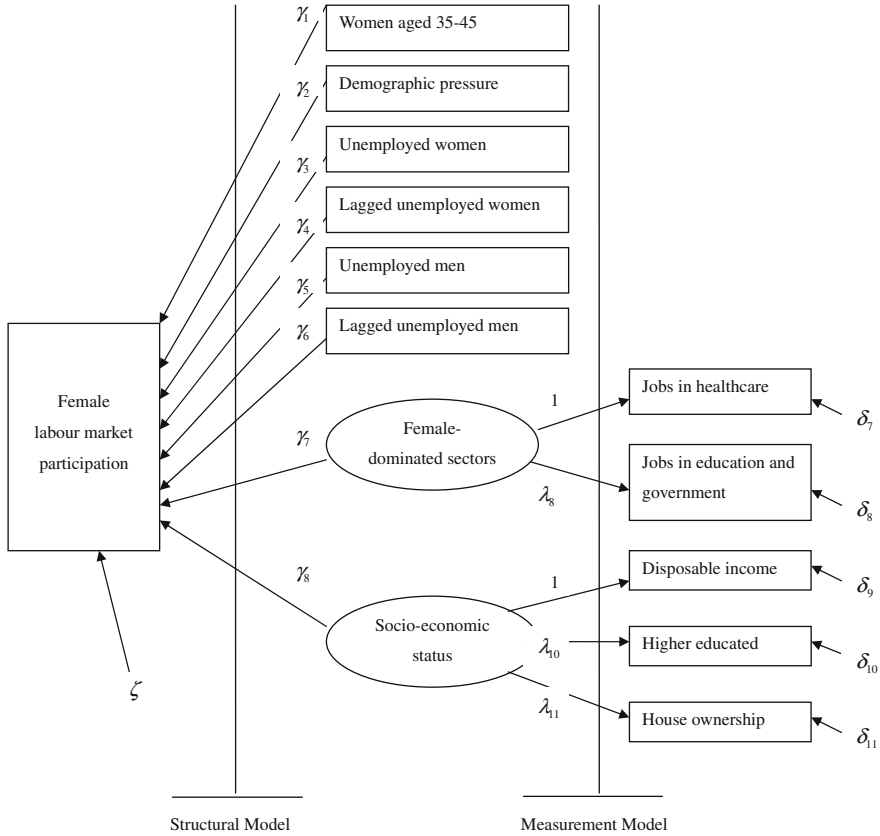 γ₁
Women aged 35-45
γ₂
Demographic pressure
γ₃
Unemployed women
γ₄
Lagged unemployed women
γ₅
Unemployed men
γ₆
Lagged unemployed men
Female
labour market
participation
γ₇
Female-
dominated sectors
1
Jobs in healthcare
δ₇
λ₈
Jobs in education and
government
δ₈
γ₈
Socio-economic
status
1
Disposable income
δ₉
λ₁₀
Higher educated
δ₁₀
λ₁₁
House ownership
δ₁₁
ζ
Structural Model
Measurement Model